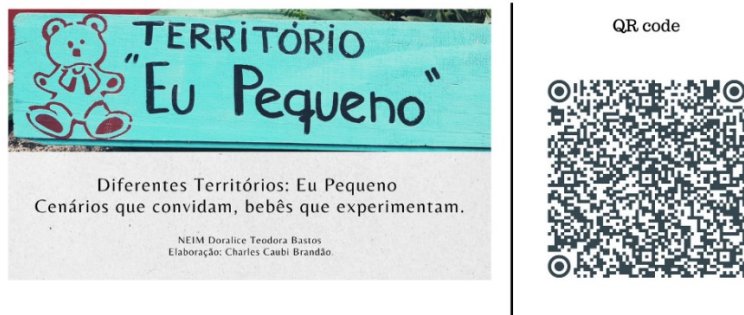 TERRITÓRIO
"Eu Pequeno"
Diferentes Territórios: Eu Pequeno
Cenários que convidam, bebês que experimentam.
NEIM Doralice Teodora Bastos
Elaboração: Charles Caubi Brandão.
QR code